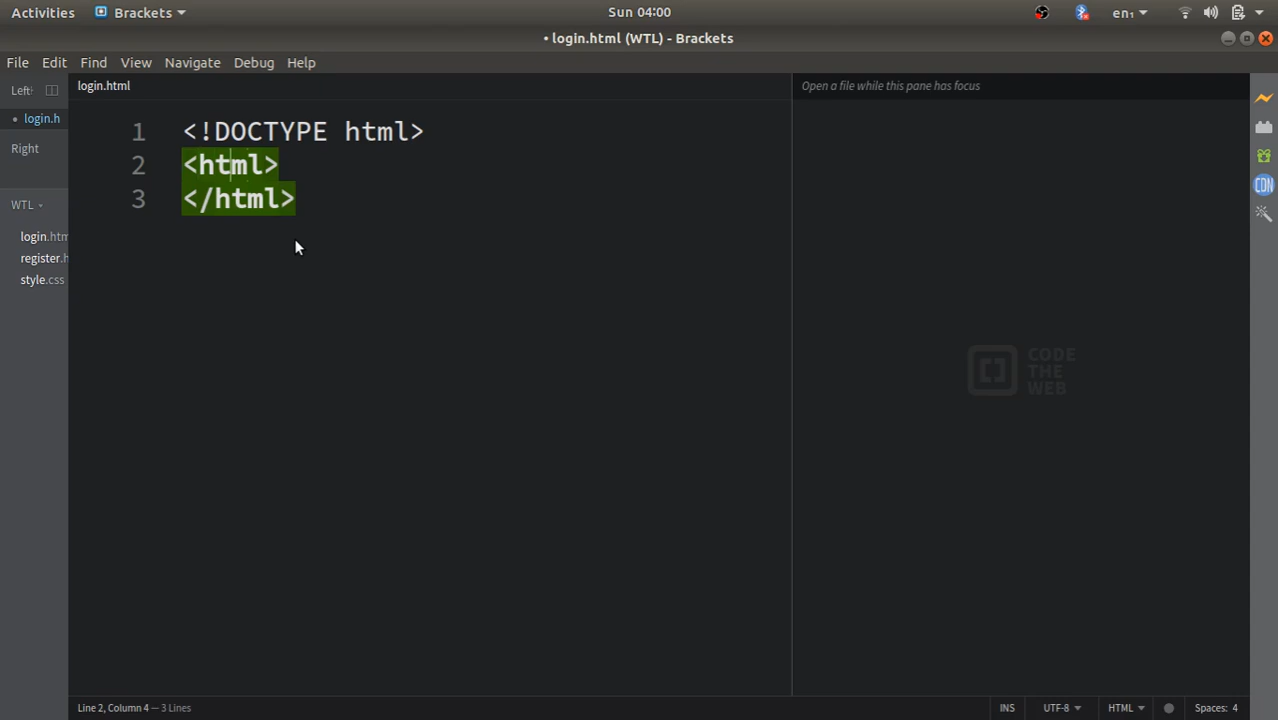 Activities Brackets Sun 04:00 en₁
• login.html (WTL) - Brackets
File Edit Find View Navigate Debug Help
Left
login.html
Open a file while this pane has focus
• login.h
Right
WTL
login.htm
register.h
style.css
1 <!DOCTYPE html>
2 <html>
3 </html>
CODE
THE
WEB
CDN
Line 2, Column 4 — 3 Lines
INS UTF-8 HTML Spaces: 4